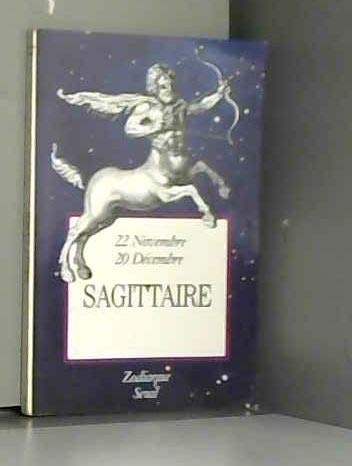 22 Novembre
20 Décembre
SAGITTAIRE
Zodiaque
Seuil